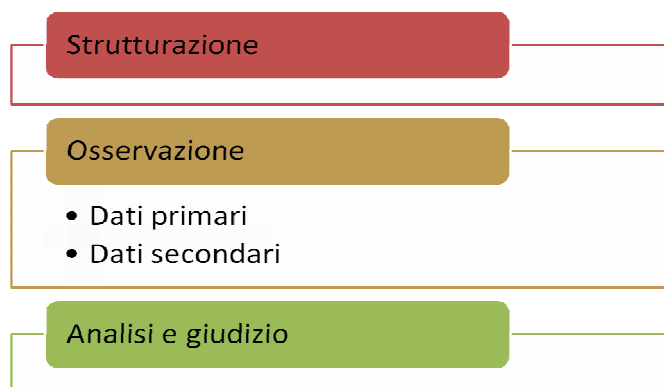 Strutturazione
Osservazione
• Dati primari
• Dati secondari
Analisi e giudizio